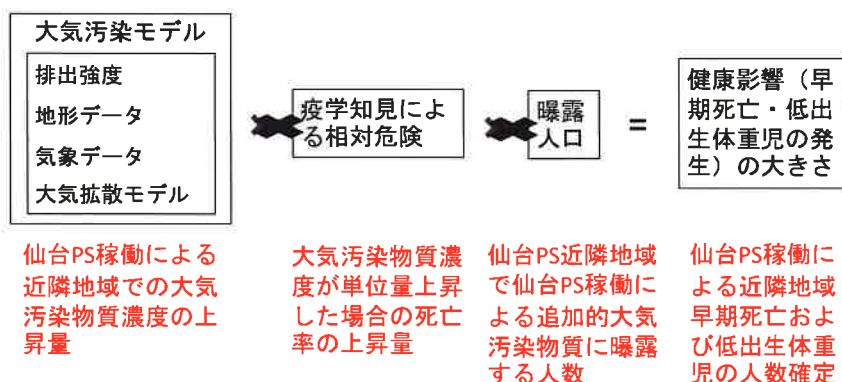 大気汚染モデル
排出強度
地形データ
気象データ
大気拡散モデル
疫学知見によ
る相対危険
曝露
人口
=
健康影響（早
期死亡・低出
生体重児の発
生）の大きさ
仙台PS稼働による
近隣地域での大気
汚染物質濃度の上
昇量
大気汚染物質濃
度が単位量上昇
した場合の死亡
率の上昇量
仙台PS近隣地域
で仙台PS稼働に
よる追加的大気
汚染物質に曝露
する人数
仙台PS稼働に
よる近隣地域
早期死亡およ
び低出生体重
児の人数確定